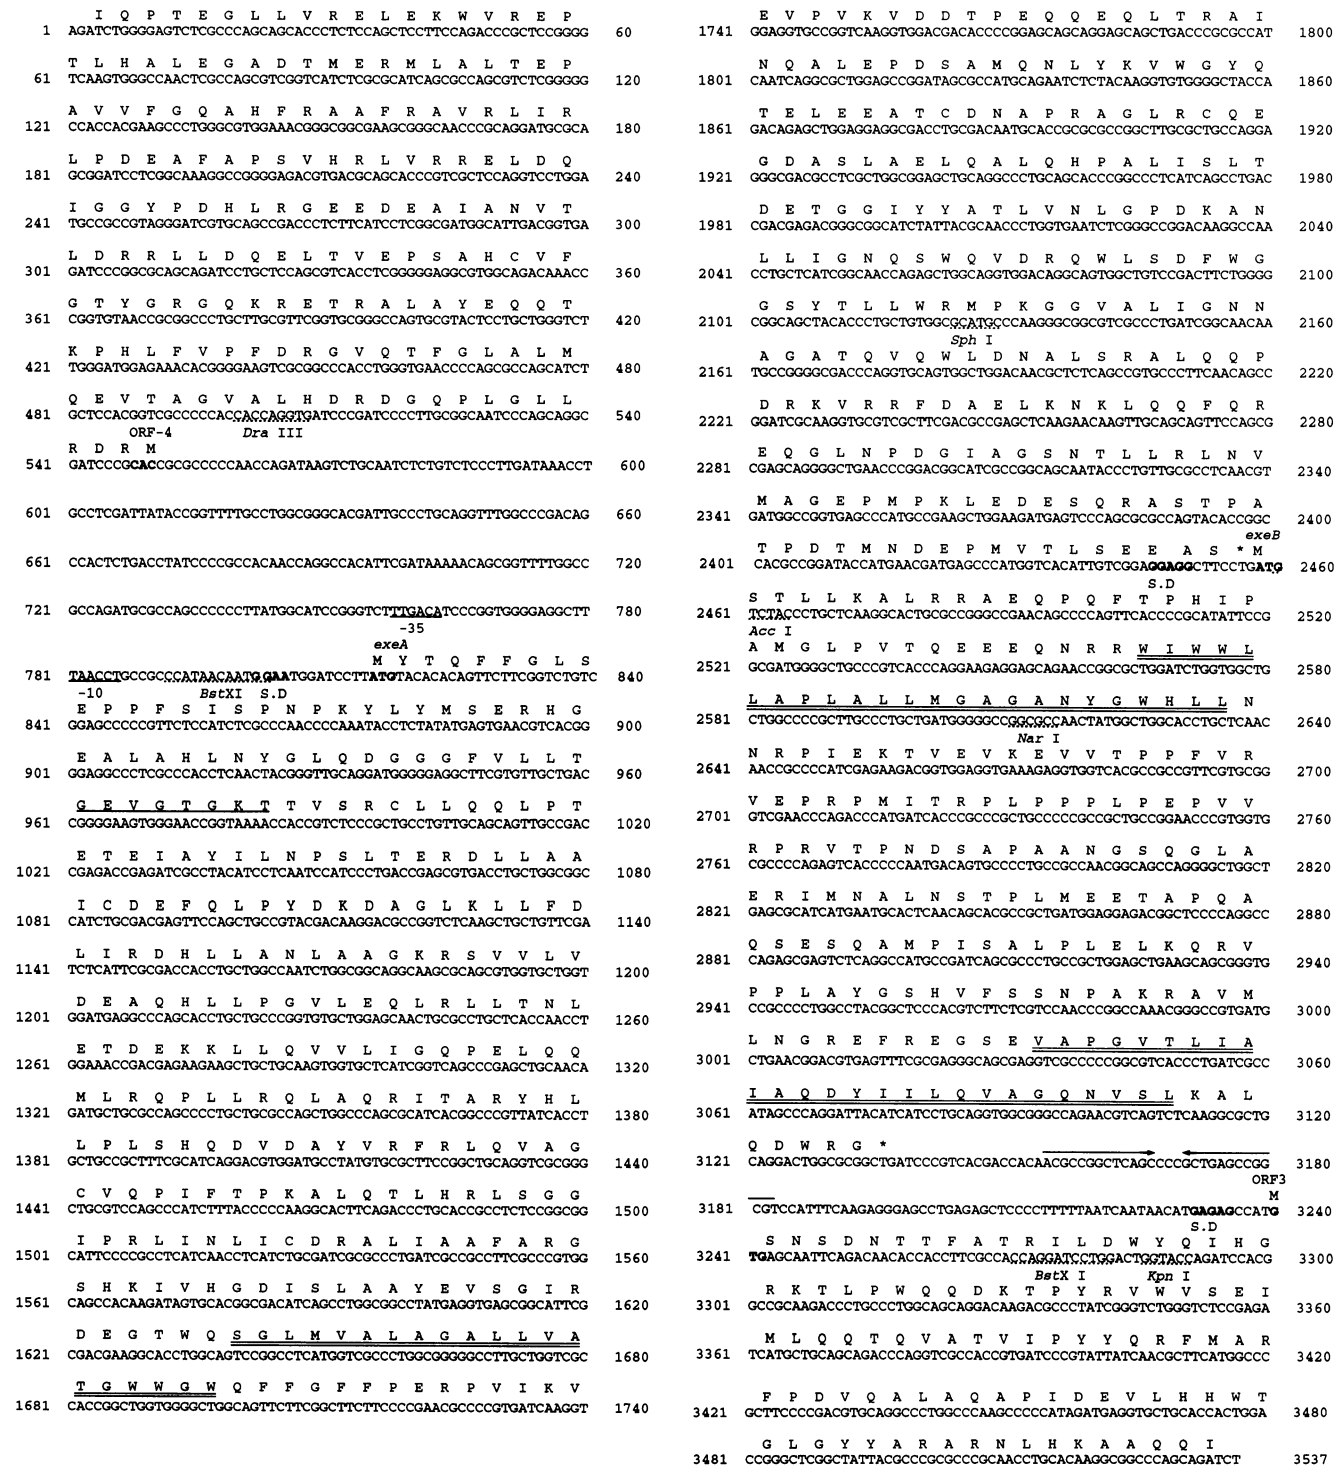 I Q P T E G L L V R E L E K W V R E P
1 AGATCTGGGGAGTCTCGCCCAGCAGCACCCTCTCCAGCTCCTTCCAGACCCGCTCCGGGG 60
T L H A L E G A D T M E R M L A L T E P
61 TCAAGTGGGCCAACTCGCCAGCGTCGGTCATCTCGCGCATCAGCGCCAGCGTCTCGGGGG 120
A V V F G Q A H F R A A F R A V R L I R
121 CCACCACGAAGCCCTGGGCGTGGAAACGGGCGGCGAAGCGGGCAACCCGCAGGATGCGCA 180
L P D E A F A P S V H R L V R R E L D Q
181 GCGGATCCTCGGCAAAGGCCGGGGAGACGTGACGCAGCACCCGTCGCTCCAGGTCCTGGA 240
I G G Y P D H L R G E E D E A I A N V T
241 TGCCGCCGTAGGGATCGTGCAGCCGACCCTCTTCATCCTCGGCGATGGCATTGACGGTGA 300
L D R R L L D Q E L T V E P S A H C V F
301 GATCCCGGCGCAGCAGATCCTGCTCCAGCGTCACCTCGGGGGAGGCGTGGCAGACAAACC 360
G T Y G R G Q K R E T R A L A Y E Q Q T
361 CGGTGTAACCGCGGCCCTGCTTGCGTTCGGTGCGGGCCAGTGCGTACTCCTGCTGGGTCT 420
K P H L F V P F D R G V Q T F G L A L M
421 TGGGATGGAGAAACACGGGGAAGTCGCGGCCCACCTGGGTGAACCCCAGCGCCAGCATCT 480
Q E V T A G V A L H D R D G Q P L G L L
481 GCTCCACGGTCGCCCCCACCACCAGGTGATCCCGATCCCCTTGCGGCAATCCCAGCAGGC 540
ORF-4 Dra III
R D R M
541 GATCCCGCACCGCGCCCCCAACCAGATAAGTCTGCAATCTCTGTCTCCCTTGATAAACCT 600
601 GCCTCGATTATACCGGTTTTGCCTGGCGGGCACGATTGCCCTGCAGGTTTGGCCCGACAG 660
661 CCACTCTGACCTATCCCCGCCACAACCAGGCCACATTCGATAAAAACAGCGGTTTTGGCC 720
721 GCCAGATGCGCCAGCCCCCCTTATGGCATCCGGGTCTTTGACATCCCGGTGGGGAGGCTT 780
-35
exeA
M Y T Q F F G L S
781 TAACCTGCCGCCCATAACAATGGGAATGGATCCTTATGTACACACAGTTCTTCGGTCTGTC 840
-10 BstXI S.D
E P P F S I S P N P K Y L Y M S E R H G
841 GGAGCCCCCGTTCTCCATCTCGCCCAACCCCAAATACCTCTATATGAGTGAACGTCACGG 900
E A L A H L N Y G L Q D G G G F V L L T
901 GGAGGCCCTCGCCCACCTCAACTACGGGTTGCAGGATGGGGGAGGCTTCGTGTTGCTGAC 960
G E V G T G K T T V S R C L L Q Q L P T
961 CGGGGAAGTGGGAACCGGTAAAACCACCGTCTCCCGCTGCCTGTTGCAGCAGTTGCCGAC 1020
E T E I A Y I L N P S L T E R D L L A A
1021 CGAGACCGAGATCGCCTACATCCTCAATCCATCCCTGACCGAGCGTGACCTGCTGGCGGC 1080
I C D E F Q L P Y D K D A G L K L L F D
1081 CATCTGCGACGAGTTCCAGCTGCCGTACGACAAGGACGCCGGTCTCAAGCTGCTGTTCGA 1140
L I R D H L L A N L A A G K R S V V L V
1141 TCTCATTCGCGACCACCTGCTGGCCAATCTGGCGGCAGGCAAGCGCAGCGTGGTGCTGGT 1200
D E A Q H L L P G V L E Q L R L L T N L
1201 GGATGAGGCCCAGCACCTGCTGCCCGGTGTGCTGGAGCAACTGCGCCTGCTCACCAACCT 1260
E T D E K K L L Q V V L I G Q P E L Q Q
1261 GGAAACCGACGAGAAGAAGCTGCTGCAAGTGGTGCTCATCGGTCAGCCCGAGCTGCAACA 1320
M L R Q P L L R Q L A Q R I T A R Y H L
1321 GATGCTGCGCCAGCCCCTGCTGCGCCAGCTGGCCCAGCGCATCACGGCCCGTTATCACCT 1380
L P L S H Q D V D A Y V R F R L Q V A G
1381 GCTGCCGCTTTCGCATCAGGACGTGGATGCCTATGTGCGCTTCCGGCTGCAGGTCGCGGG 1440
C V Q P I F T P K A L Q T L H R L S G G
1441 CTGCGTCCAGCCCATCTTTACCCCCAAGGCACTTCAGACCCTGCACCGCCTCTCCGGCGG 1500
I P R L I N L I C D R A L I A A F A R G
1501 CATTCCCCGCCTCATCAACCTCATCTGCGATCGCGCCCTGATCGCCGCCTTCGCCCGTGG 1560
S H K I V H G D I S L A A Y E V S G I R
1561 CAGCCACAAGATAGTGCACGGCGACATCAGCCTGGCGGCCTATGAGGTGAGCGGCATTCG 1620
D E G T W Q S G L M V A L A G A L L V A
1621 CGACGAAGGCACCTGGCAGTCCGGCCTCATGGTCGCCCTGGCGGGGGCCTTGCTGGTCGC 1680
T G W W G W Q F F G F F P E R P V I K V
1681 CACCGGCTGGTGGGGCTGGCAGTTCTTCGGCTTCTTCCCCGAACGCCCCGTGATCAAGGT 1740
E V P V K V D D T P E Q Q E Q L T R A I
1741 GGAGGTGCCGGTCAAGGTGGACGACACCCCGGAGCAGCAGGAGCAGCTGACCCGCGCCAT 1800
N Q A L E P D S A M Q N L Y K V W G Y Q
1801 CAATCAGGCGCTGGAGCCGGATAGCGCCATGCAGAATCTCTACAAGGTGTGGGGCTACCA 1860
T E L E E A T C D N A P R A G L R C Q E
1861 GACAGAGCTGGAGGAGGCGACCTGCGACAATGCACCGCGCGCCGGCTTGCGCTGCCAGGA 1920
G D A S L A E L Q A L Q H P A L I S L T
1921 GGGCGACGCCTCGCTGGCGGAGCTGCAGGCCCTGCAGCACCCGGCCCTCATCAGCCTGAC 1980
D E T G G I Y Y A T L V N L G P D K A N
1981 CGACGAGACGGGCGGCATCTATTACGCAACCCTGGTGAATCTCGGGCCGGACAAGGCCAA 2040
L L I G N Q S W Q V D R Q W L S D F W G
2041 CCTGCTCATCGGCAACCAGAGCTGGCAGGTGGACAGGCAGTGGCTGTCCGACTTCTGGGG 2100
G S Y T L L W R M P K G G V A L I G N N
2101 CGGCAGCTACACCCTGCTGTGGCGCATGCCCAAGGGCGGCGTCGCCCTGATCGGCAACAA 2160
Sph I
A G A T Q V Q W L D N A L S R A L Q Q P
2161 TGCCGGGGCGACCCAGGTGCAGTGGCTGGACAACGCTCTCAGCCGTGCCCTTCAACAGCC 2220
D R K V R R F D A E L K N K L Q Q F Q R
2221 GGATCGCAAGGTGCGTCGCTTCGACGCCGAGCTCAAGAACAAGTTGCAGCAGTTCCAGCG 2280
E Q G L N P D G I A G S N T L L R L N V
2281 CGAGCAGGGGCTGAACCCGGACGGCATCGCCGGCAGCAATACCCTGTTGCGCCTCAACGT 2340
M A G E P M P K L E D E S Q R A S T P A
2341 GATGGCCGGTGAGCCCATGCCGAAGCTGGAAGATGAGTCCCAGCGCGCCAGTACACCGGC 2400
exeB
T P D T M N D E P M V T L S E E A S * M
2401 CACGCCGGATACCATGAACGATGAGCCCATGGTCACATTGTCGGAGGAGGCTTCCTGATG 2460
S.D
S T L L K A L R R A E Q P Q F T P H I P
2461 TCTACCCTGCTCAAGGCACTGCGCCGGGCCGAACAGCCCCAGTTCACCCCGCATATTCCG 2520
Acc I
A M G L P V T Q E E E Q N R R W I W W L
2521 GCGATGGGGCTGCCCGTCACCCAGGAAGAGGAGCAGAACCGGCGCTGGATCTGGTGGCTG 2580
L A P L A L L M G A G A N Y G W H L L N
2581 CTGGCCCCGCTTGCCCTGCTGATGGGGGCCGGCGCCAACTATGGCTGGCACCTGCTCAAC 2640
Nar I
N R P I E K T V E V K E V V T P P F V R
2641 AACCGCCCCATCGAGAAGACGGTGGAGGTGAAAGAGGTGGTCACGCCGCCGTTCGTGCGG 2700
V E P R P M I T R P L P P P L P E P V V
2701 GTCGAACCCAGACCCATGATCACCCGCCCGCTGCCCCCGCCGCTGCCGGAACCCGTGGTG 2760
R P R V T P N D S A P A A N G S Q G L A
2761 CGCCCCAGAGTCACCCCCAATGACAGTGCCCCTGCCGCCAACGGCAGCCAGGGGCTGGCT 2820
E R I M N A L N S T P L M E E T A P Q A
2821 GAGCGCATCATGAATGCACTCAACAGCACGCCGCTGATGGAGGAGACGGCTCCCCAGGCC 2880
Q S E S Q A M P I S A L P L E L K Q R V
2881 CAGAGCGAGTCTCAGGCCATGCCGATCAGCGCCCTGCCGCTGGAGCTGAAGCAGCGGGTG 2940
P P L A Y G S H V F S S N P A K R A V M
2941 CCGCCCCTGGCCTACGGCTCCCACGTCTTCTCGTCCAACCCGGCCAAACGGGCCGTGATG 3000
L N G R E F R E G S E V A P G V T L I A
3001 CTGAACGGACGTGAGTTTCGCGAGGGCAGCGAGGTCGCCCCCGGCGTCACCCTGATCGCC 3060
I A Q D Y I I L Q V A G Q N V S L K A L
3061 ATAGCCCAGGATTACATCATCCTGCAGGTGGCGGGCCAGAACGTCAGTCTCAAGGCGCTG 3120
Q D W R G *
3121 CAGGACTGGCGCGGCTGATCCCGTCACGACCACAACGCCGGCTCAGCCCCGCTGAGCCGG 3180
ORF3
M
3181 CGTCCATTTCAAGAGGGAGCCTGAGAGCTCCCCTTTTTAATCAATAACATGAGAGCCATG 3240
S.D
S N S D N T T F A T R I L D W Y Q I H G
3241 TGAGCAATTCAGACAACACCACCTTCGCCACCAGGATCCTGGACTGGTACCAGATCCACG 3300
BstX I Kpn I
R K T L P W Q Q D K T P Y R V W V S E I
3301 GCCGCAAGACCCTGCCCTGGCAGCAGGACAAGACGCCCTATCGGGTCTGGGTCTCCGAGA 3360
M L Q Q T Q V A T V I P Y Y Q R F M A R
3361 TCATGCTGCAGCAGACCCAGGTCGCCACCGTGATCCCGTATTATCAACGCTTCATGGCCC 3420
F P D V Q A L A Q A P I D E V L H H W T
3421 GCTTCCCCGACGTGCAGGCCCTGGCCCAAGCCCCCATAGATGAGGTGCTGCACCACTGGA 3480
G L G Y Y A R A R N L H K A A Q Q I
3481 CCGGGCTCGGCTATTACGCCCGCGCCCGCAACCTGCACAAGGCGGCCCAGCAGATCT 3537